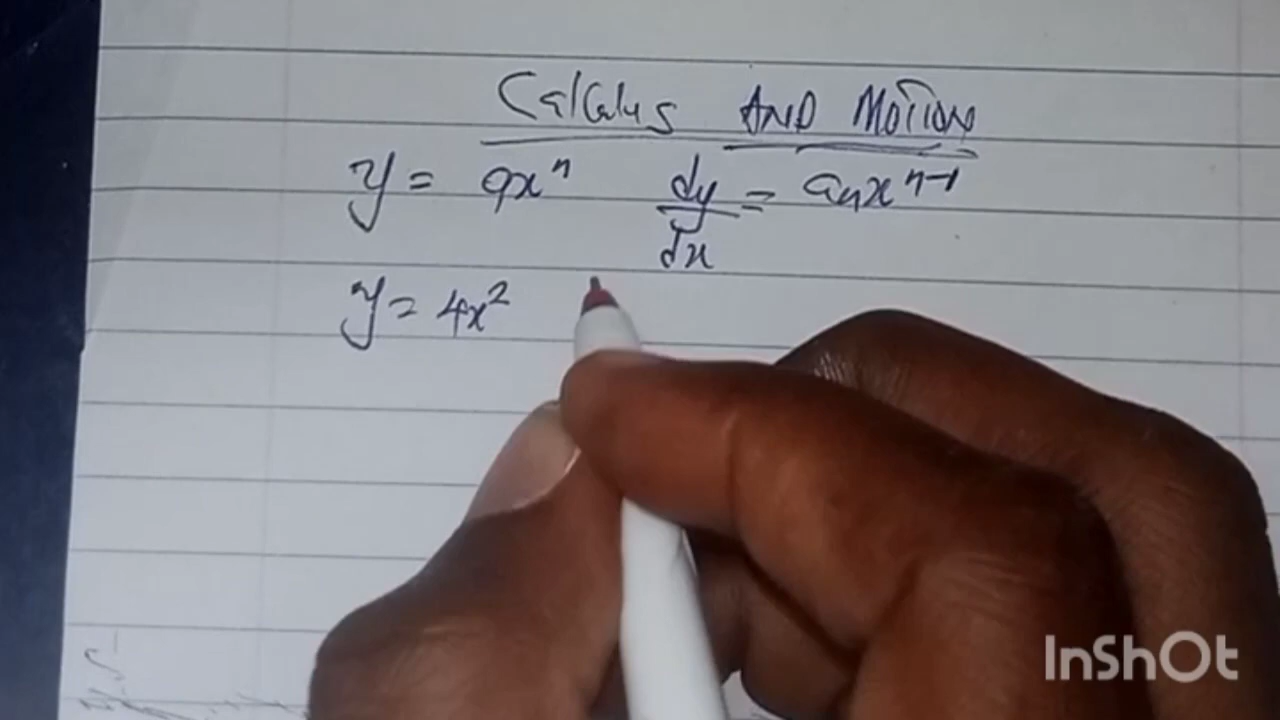 Calculus AND MOTION
y = ax^n dy/dx = anx^n-1
y = 4x^2
InShOt